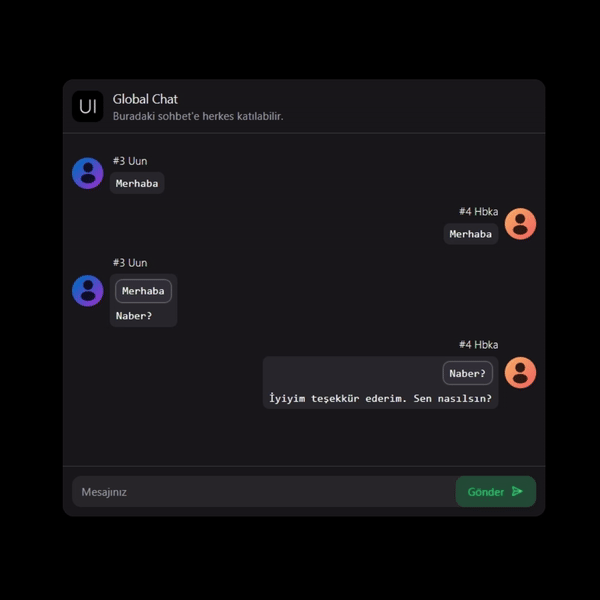 UI
Global Chat
Buradaki sohbet'e herkes katılabilir.
#3 Uun
Merhaba
#4 Hbka
Merhaba
#3 Uun
Merhaba
Naber?
#4 Hbka
Naber?
İyiyim teşekkür ederim. Sen nasılsın?
Mesajınız
Gönder